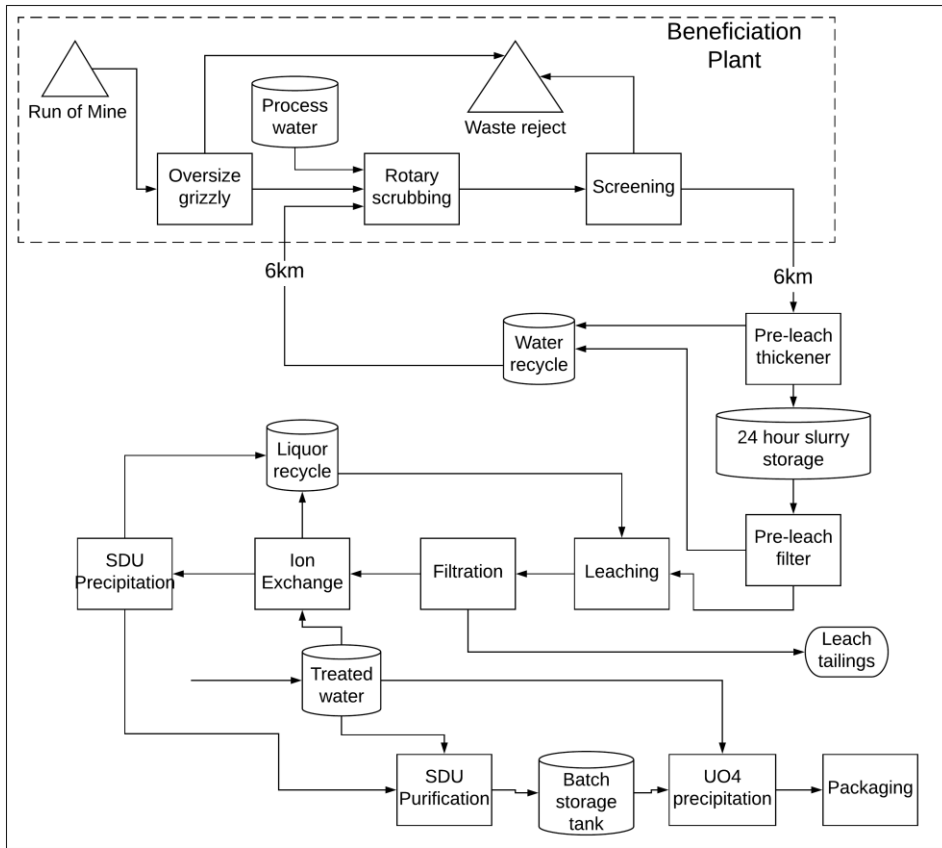 Beneficiation
Plant
Run of Mine
Process
water
Waste reject
Oversize
grizzly
Rotary
scrubbing
Screening
6km
6km
Water
recycle
Pre-leach
thickener
24 hour slurry
storage
Liquor
recycle
SDU
Precipitation
Ion
Exchange
Filtration
Leaching
Pre-leach
filter
Leach
tailings
Treated
water
SDU
Purification
Batch
storage
tank
UO4
precipitation
Packaging